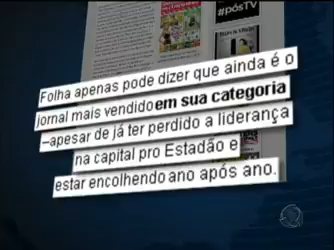 #pósTV
Folha apenas pode dizer que ainda é o
jornal mais vendido em sua categoria
–apesar de já ter perdido a liderança
na capital pro Estadão e
estar encolhendo ano após ano.